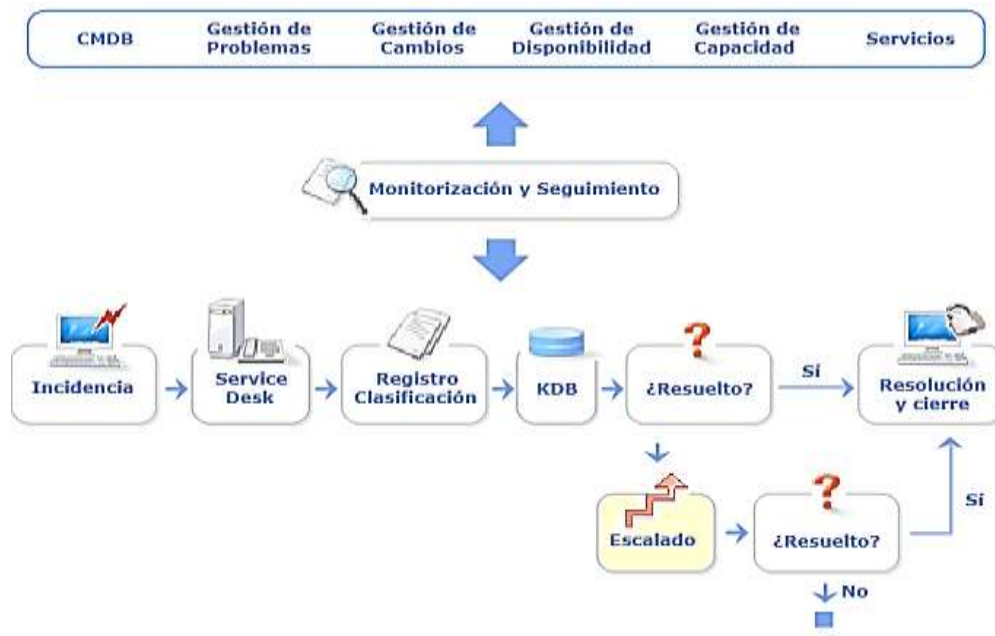 CMDB
Gestión de
Problemas
Gestión de
Cambios
Gestión de
Disponibilidad
Gestión de
Capacidad
Servicios
Monitorización y Seguimiento
Incidencia
Service
Desk
Registro
Clasificación
KDB
¿Resuelto?
Sí
Resolución
y cierre
Escalado
¿Resuelto?
Sí
No